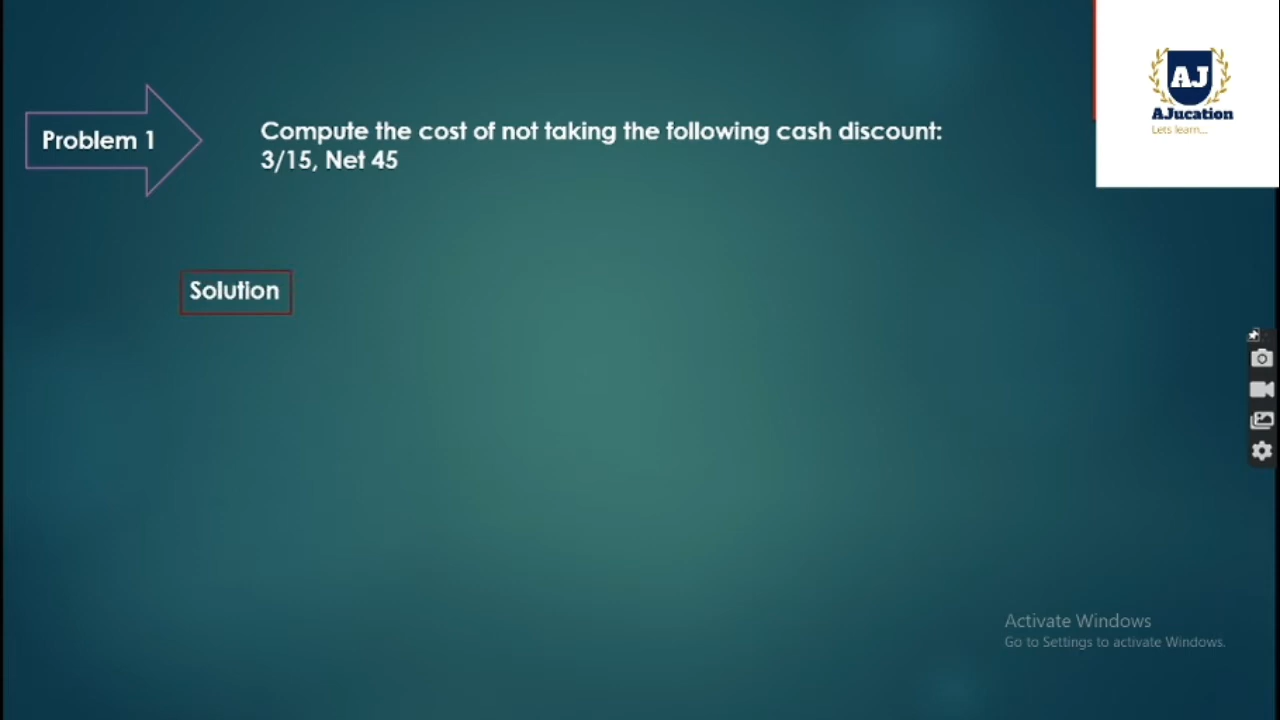 AJ
AJucation
Lets learn...
Problem 1
Compute the cost of not taking the following cash discount:
3/15, Net 45
Solution
Activate Windows
Go to Settings to activate Windows.